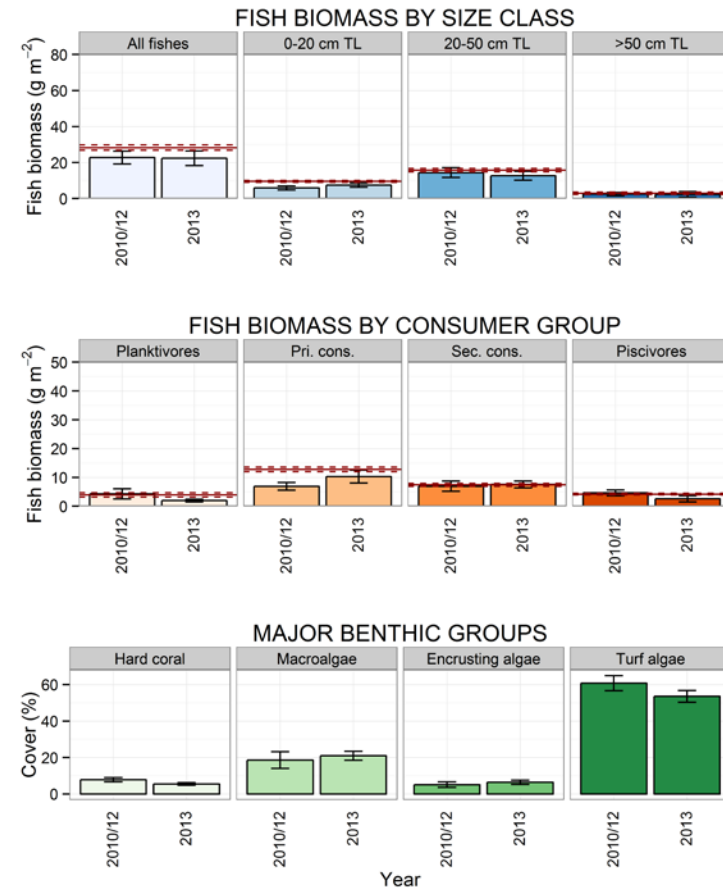 FISH BIOMASS BY SIZE CLASS
All fishes 0-20 cm TL 20-50 cm TL >50 cm TL
Fish biomass (g m⁻²)
80
60
40
20
0
2010/12 2013 2010/12 2013 2010/12 2013 2010/12 2013
FISH BIOMASS BY CONSUMER GROUP
Planktivores Pri. cons. Sec. cons. Piscivores
Fish biomass (g m⁻²)
50
40
30
20
10
0
2010/12 2013 2010/12 2013 2010/12 2013 2010/12 2013
MAJOR BENTHIC GROUPS
Hard coral Macroalgae Encrusting algae Turf algae
Cover (%)
60
40
20
0
2010/12 2013 2010/12 2013 2010/12 2013 2010/12 2013
Year